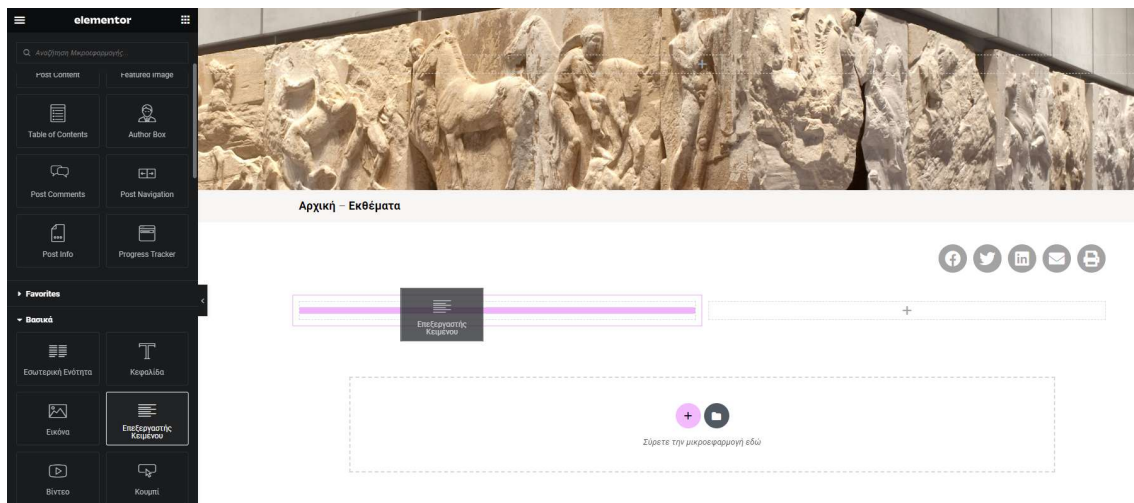 elementor
Αναζήτηση Μικροεφαρμογής...
Post Content
Featured Image
Table of Contents
Author Box
Post Comments
Post Navigation
Post Info
Progress Tracker
Favorites
Βασικά
Εσωτερική Ενότητα
Κεφαλίδα
Εικόνα
Επεξεργαστής
Κειμένου
Βίντεο
Κουμπί
Αρχική – Εκθέματα
Επεξεργαστής
Κειμένου
Σύρετε την μικροεφαρμογή εδώ